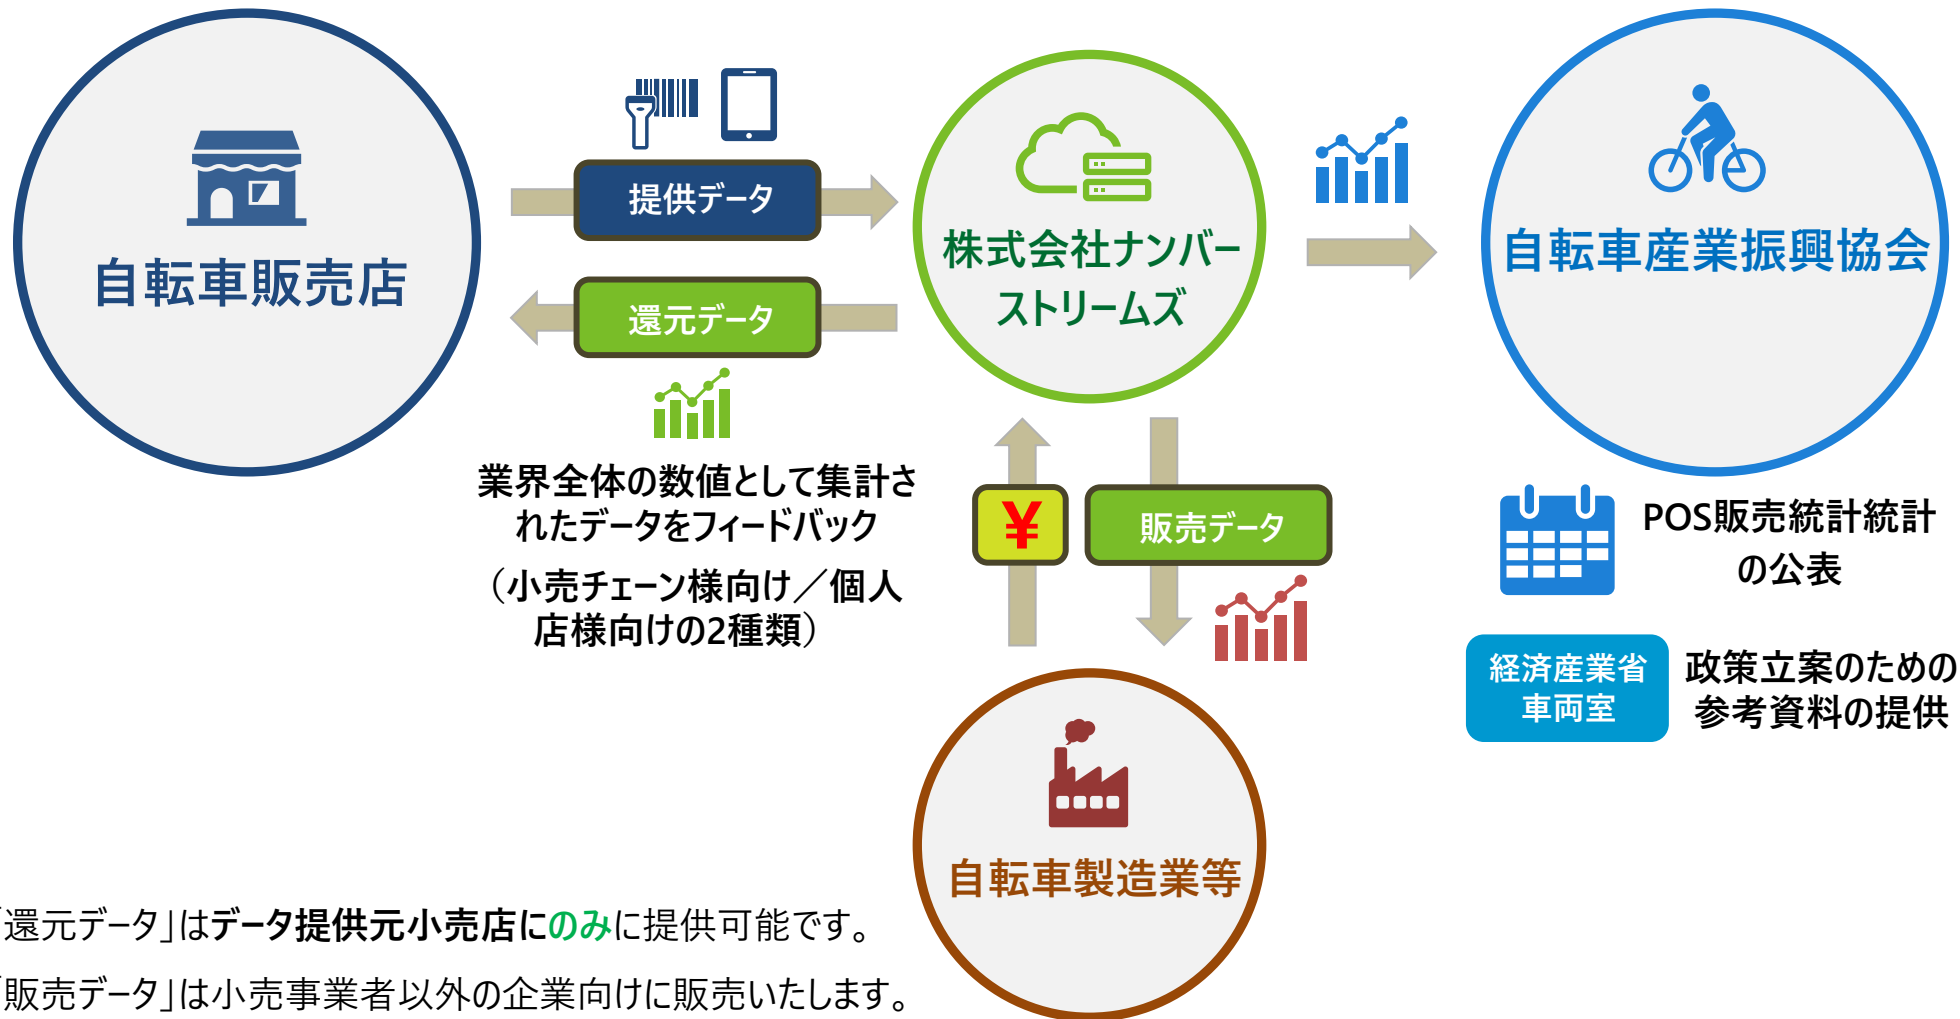 提供データ
自転車販売店
還元データ
業界全体の数値として集計さ
れたデータをフィードバック
（小売チェーン様向け／個人
店様向けの2種類）
株式会社ナンバー
ストリームズ
自転車産業振興協会
¥
販売データ
POS販売統計統計
の公表
経済産業省
車両室
政策立案のための
参考資料の提供
自転車製造業等
「還元データ」はデータ提供元小売店にのみに提供可能です。
「販売データ」は小売事業者以外の企業向けに販売いたします。